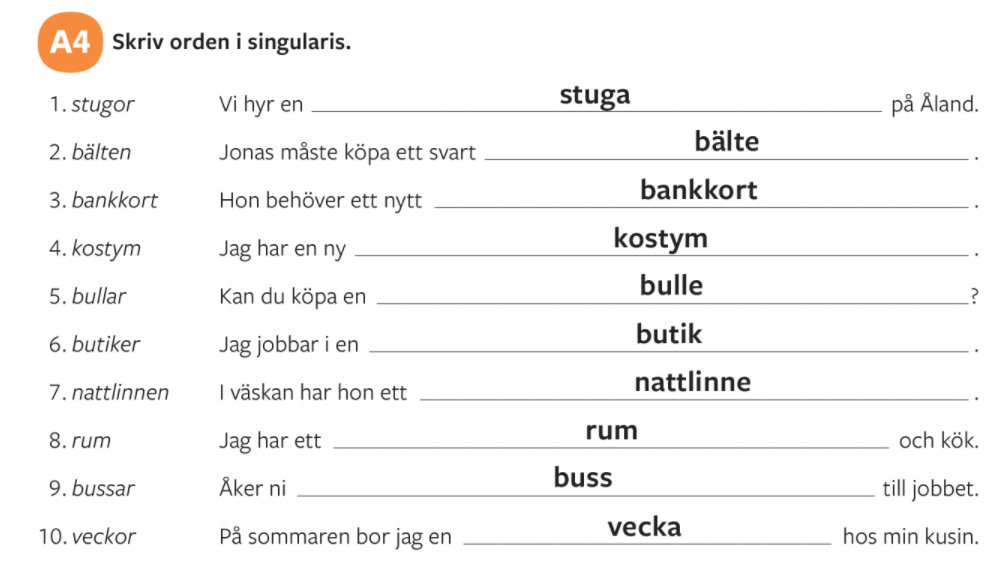 A4 Skriv orden i singularis.
1. stugor Vi hyr en stuga på Åland.
2. bälten Jonas måste köpa ett svart bälte .
3. bankkort Hon behöver ett nytt bankkort .
4. kostym Jag har en ny kostym .
5. bullar Kan du köpa en bulle ?
6. butiker Jag jobbar i en butik .
7. nattlinnen I väskan har hon ett nattlinne .
8. rum Jag har ett rum och kök.
9. bussar Åker ni buss till jobbet.
10. veckor På sommaren bor jag en vecka hos min kusin.